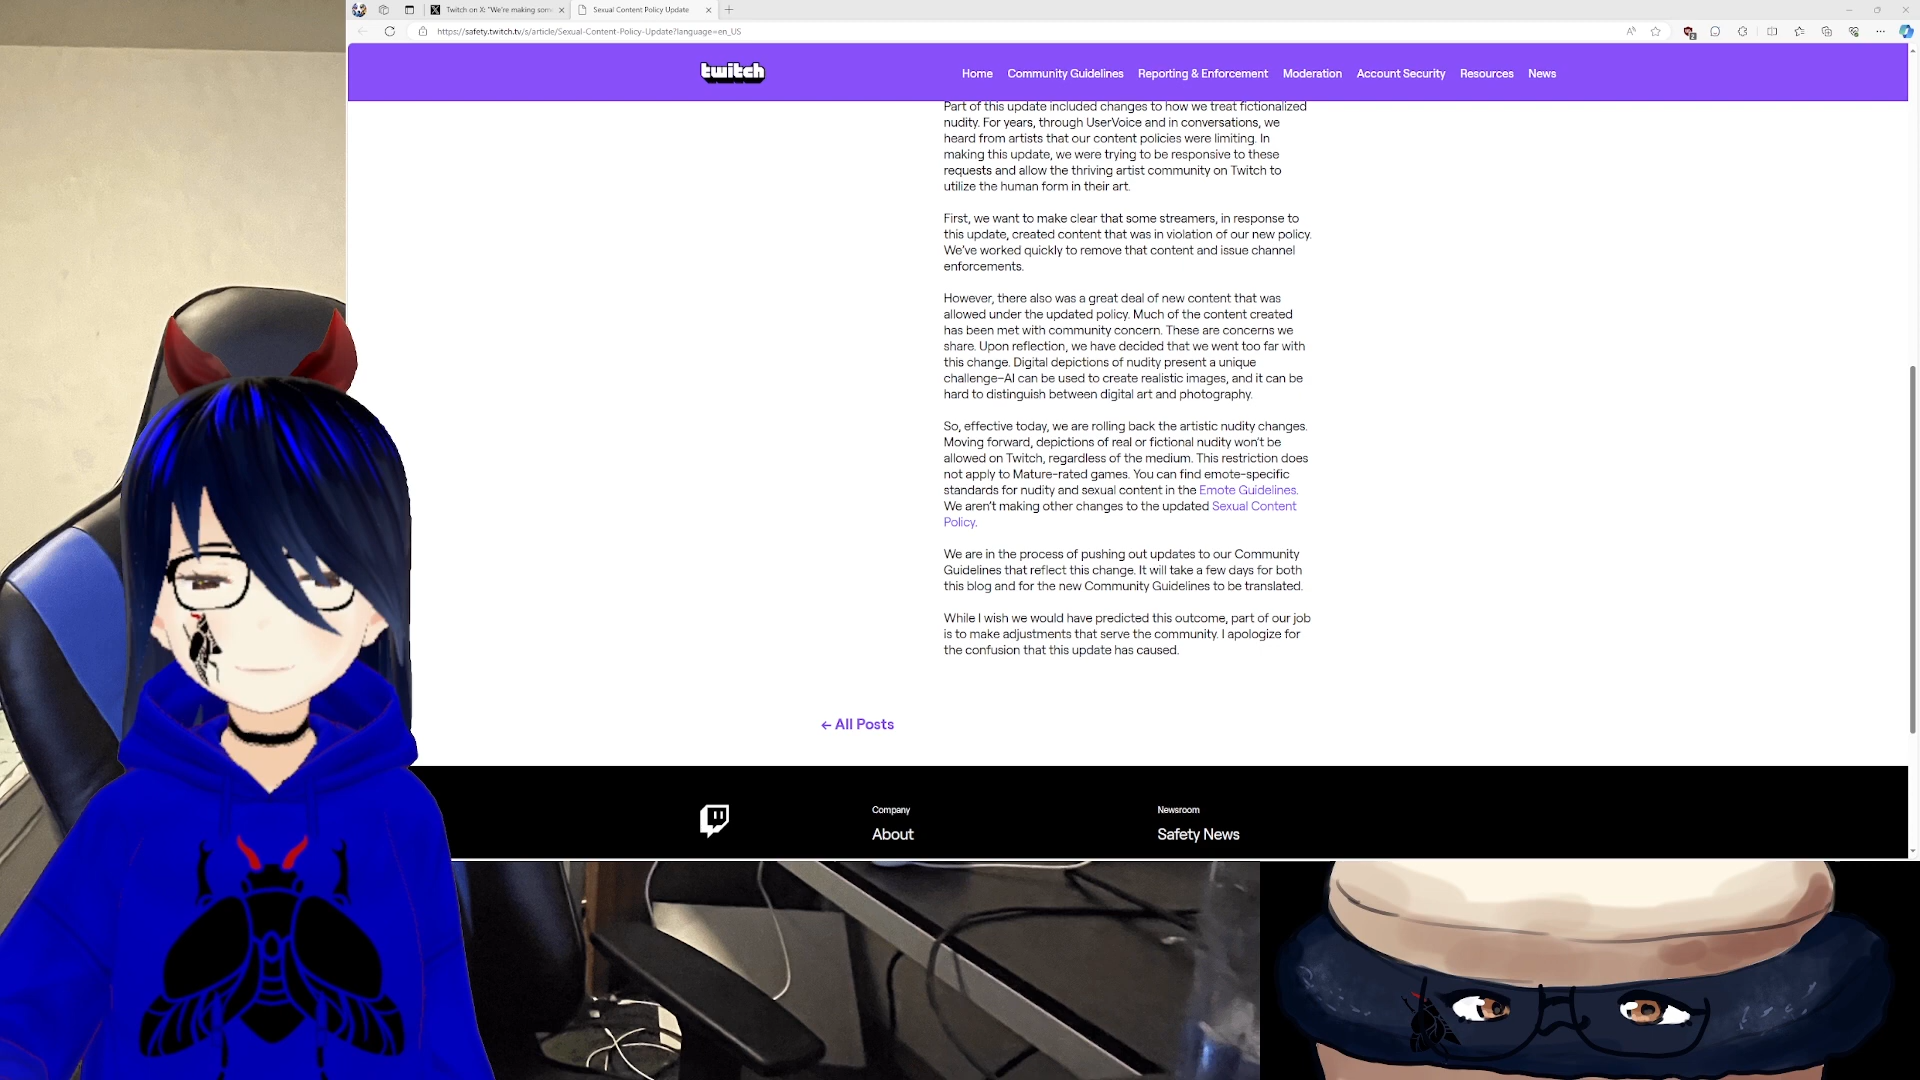 Twitch on X: "We're making som
Sexual Content Policy Update
https://safety.twitch.tv/s/article/Sexual-Content-Policy-Update?language=en_US
twitch
Home Community Guidelines Reporting & Enforcement Moderation Account Security Resources News
Part of this update included changes to how we treat fictionalized
nudity. For years, through UserVoice and in conversations, we
heard from artists that our content policies were limiting. In
making this update, we were trying to be responsive to these
requests and allow the thriving artist community on Twitch to
utilize the human form in their art.
First, we want to make clear that some streamers, in response to
this update, created content that was in violation of our new policy.
We've worked quickly to remove that content and issue channel
enforcements.
However, there also was a great deal of new content that was
allowed under the updated policy. Much of the content created
has been met with community concern. These are concerns we
share. Upon reflection, we have decided that we went too far with
this change. Digital depictions of nudity present a unique
challenge–AI can be used to create realistic images, and it can be
hard to distinguish between digital art and photography.
So, effective today, we are rolling back the artistic nudity changes.
Moving forward, depictions of real or fictional nudity won't be
allowed on Twitch, regardless of the medium. This restriction does
not apply to Mature-rated games. You can find emote-specific
standards for nudity and sexual content in the Emote Guidelines.
We aren't making other changes to the updated Sexual Content
Policy.
We are in the process of pushing out updates to our Community
Guidelines that reflect this change. It will take a few days for both
this blog and for the new Community Guidelines to be translated.
While I wish we would have predicted this outcome, part of our job
is to make adjustments that serve the community. I apologize for
the confusion that this update has caused.
← All Posts
Company
About
Newsroom
Safety News